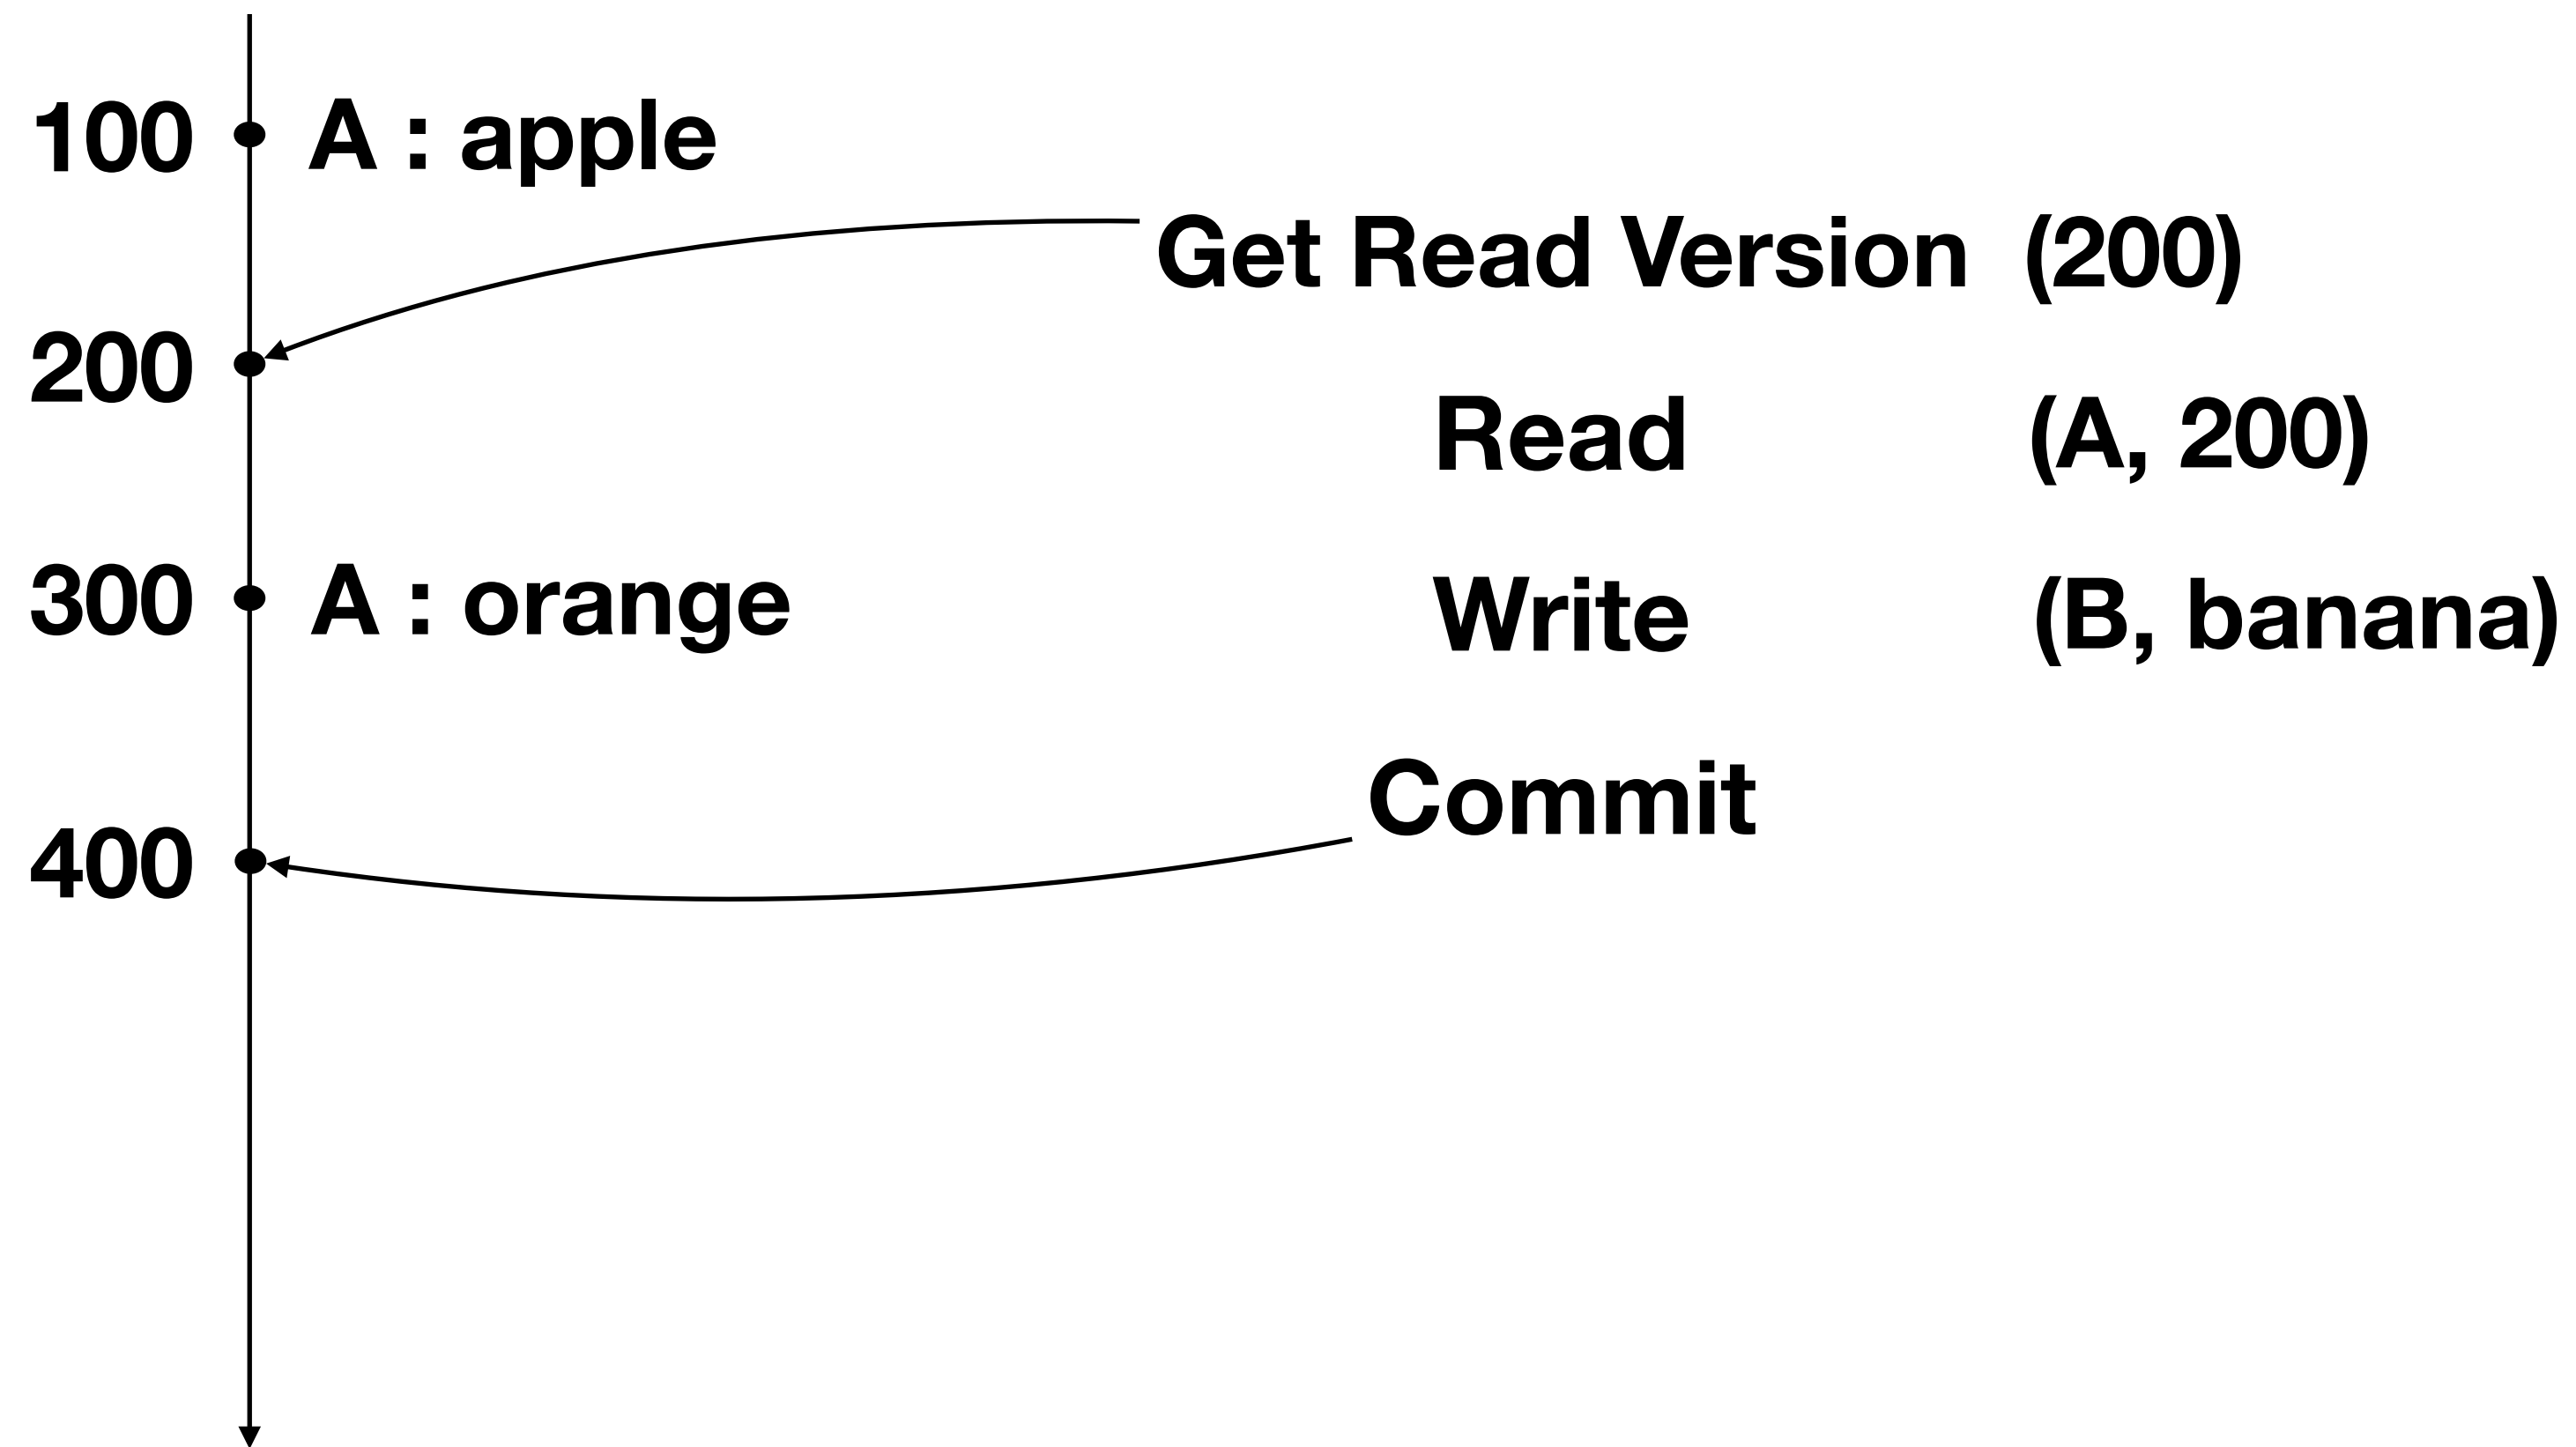 100 A : apple
Get Read Version (200)
200
Read (A, 200)
300 A : orange
Write (B, banana)
Commit
400